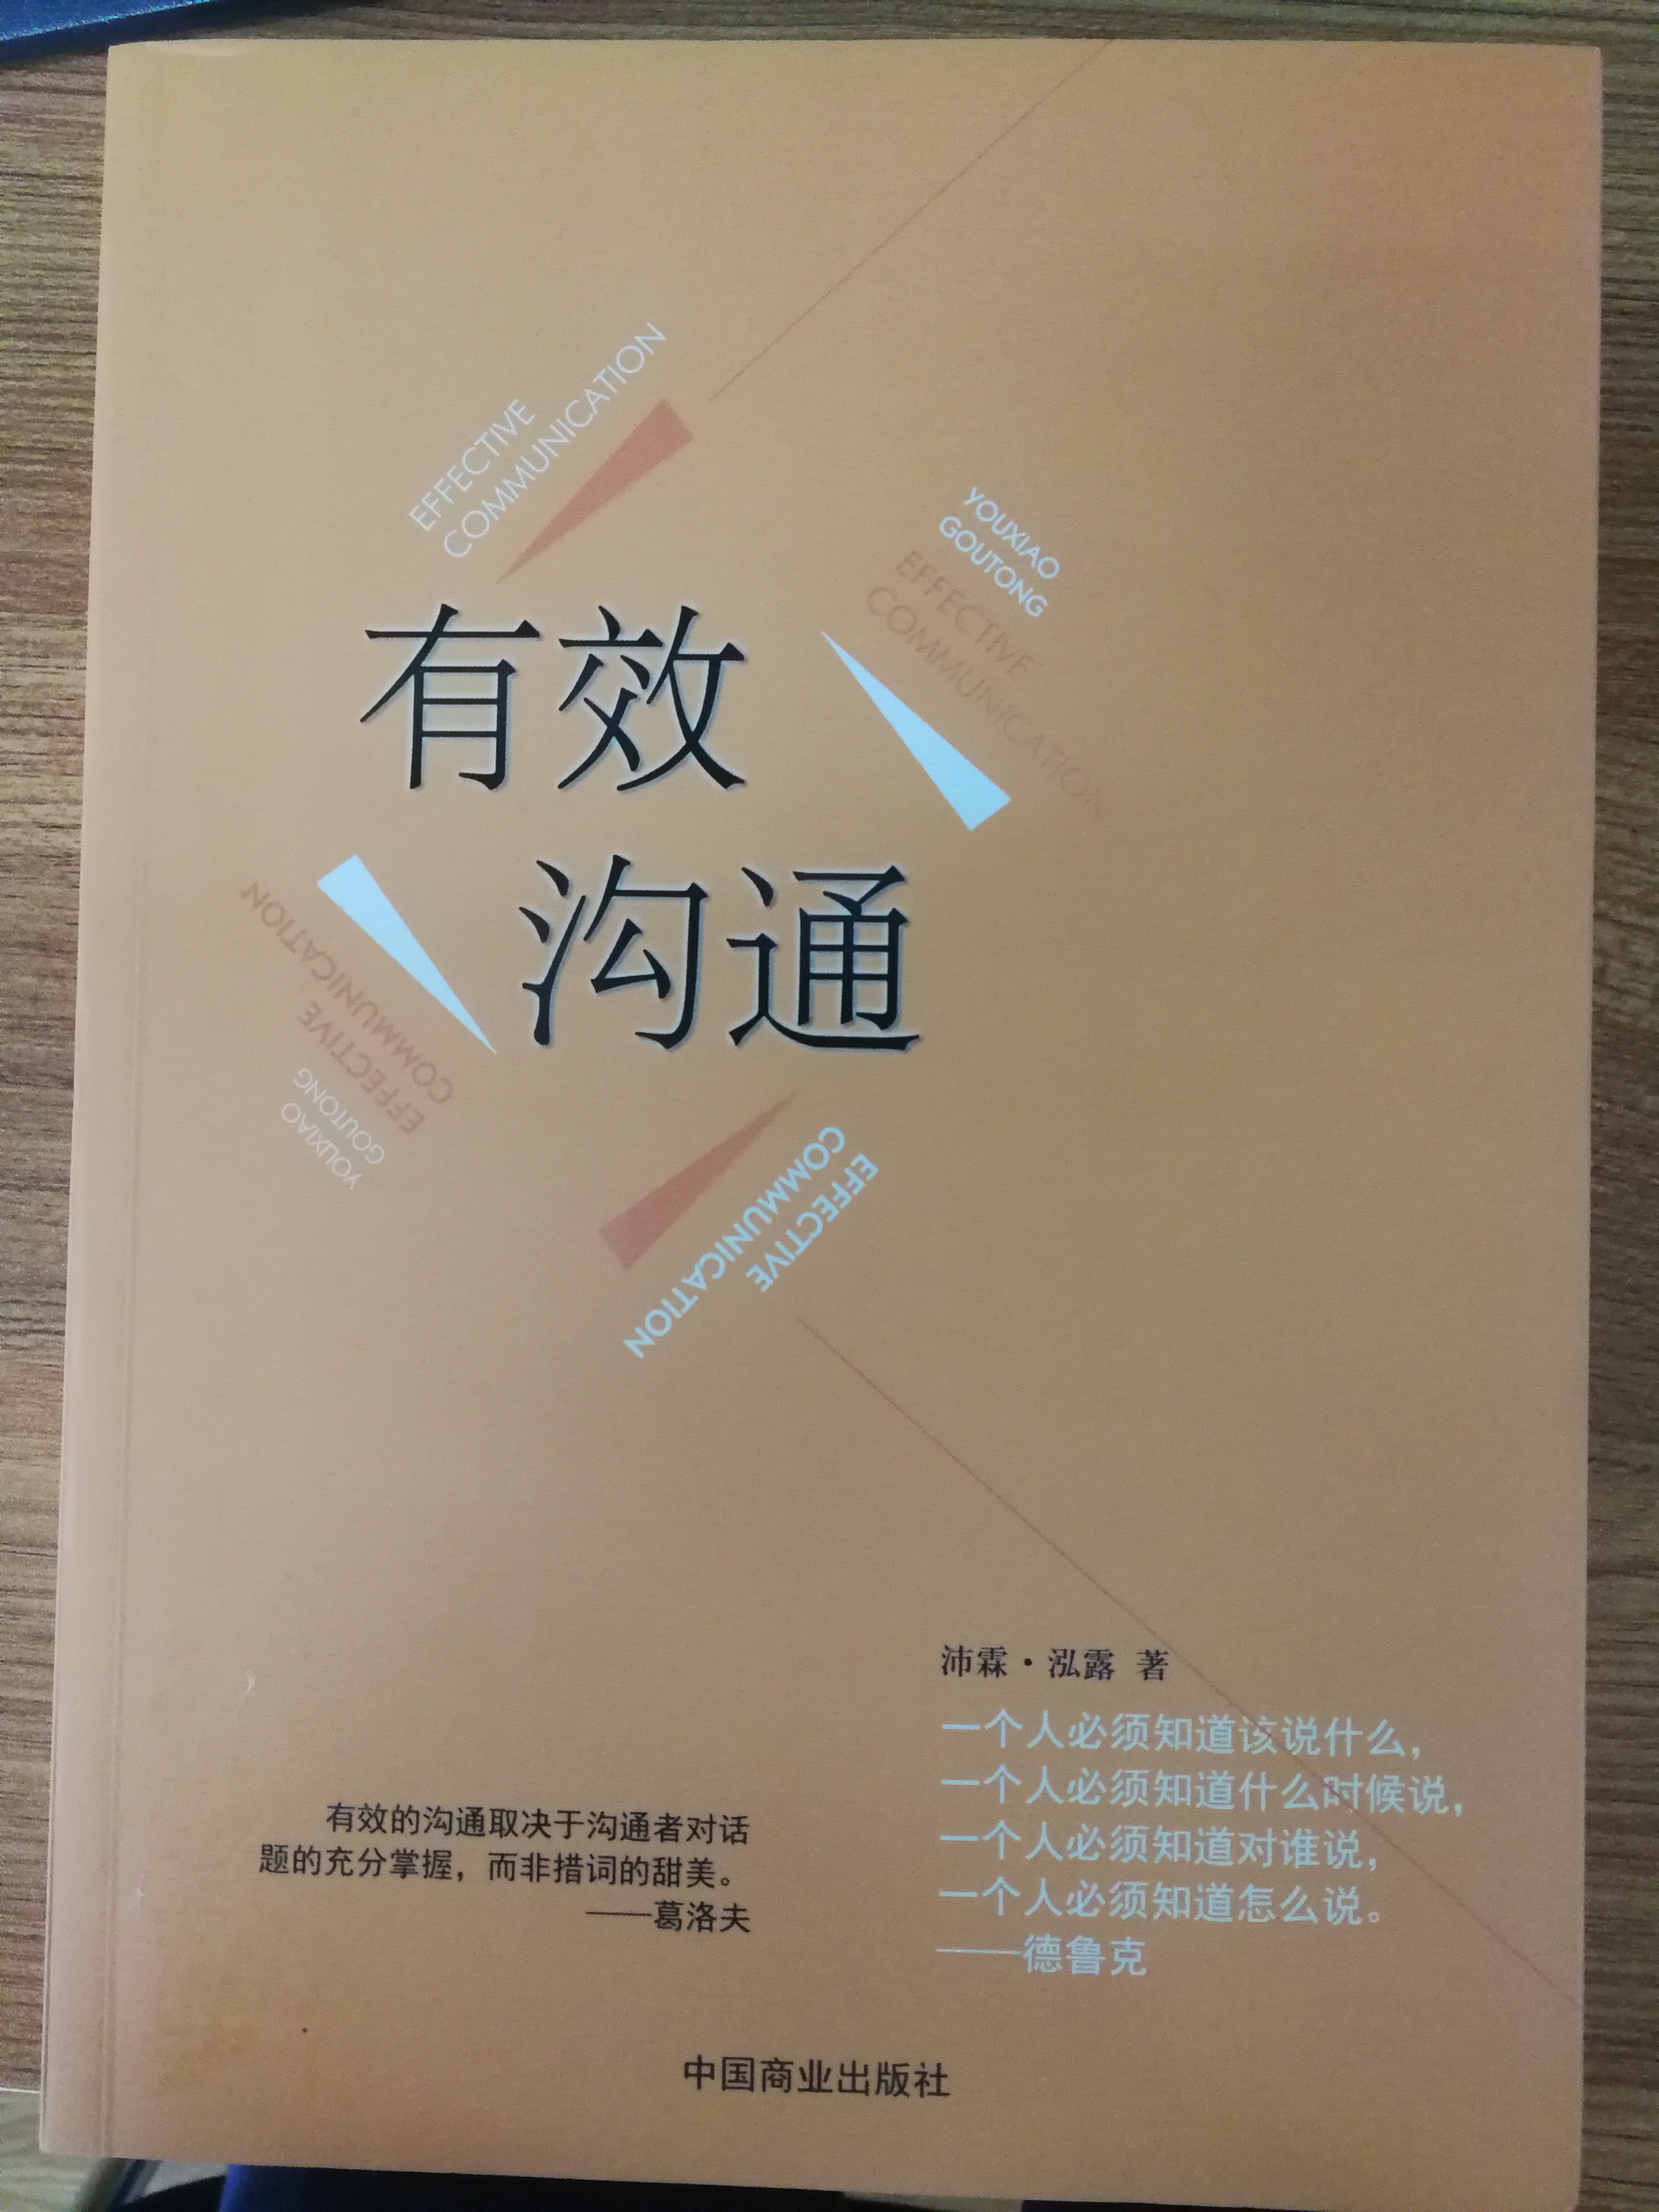 EFFECTIVE
COMMUNICATION
YOUXIAO
GOUTONG
EFFECTIVE
COMMUNICATION
有效
沟通
EFFECTIVE
COMMUNICATION
YOUXIAO
GOUTONG
EFFECTIVE
COMMUNICATION
沛霖·泓露 著
一个人必须知道该说什么，
一个人必须知道什么时候说，
一个人必须知道对谁说，
一个人必须知道怎么说。
——德鲁克
有效的沟通取决于沟通者对话
题的充分掌握，而非措词的甜美。
——葛洛夫
中国商业出版社